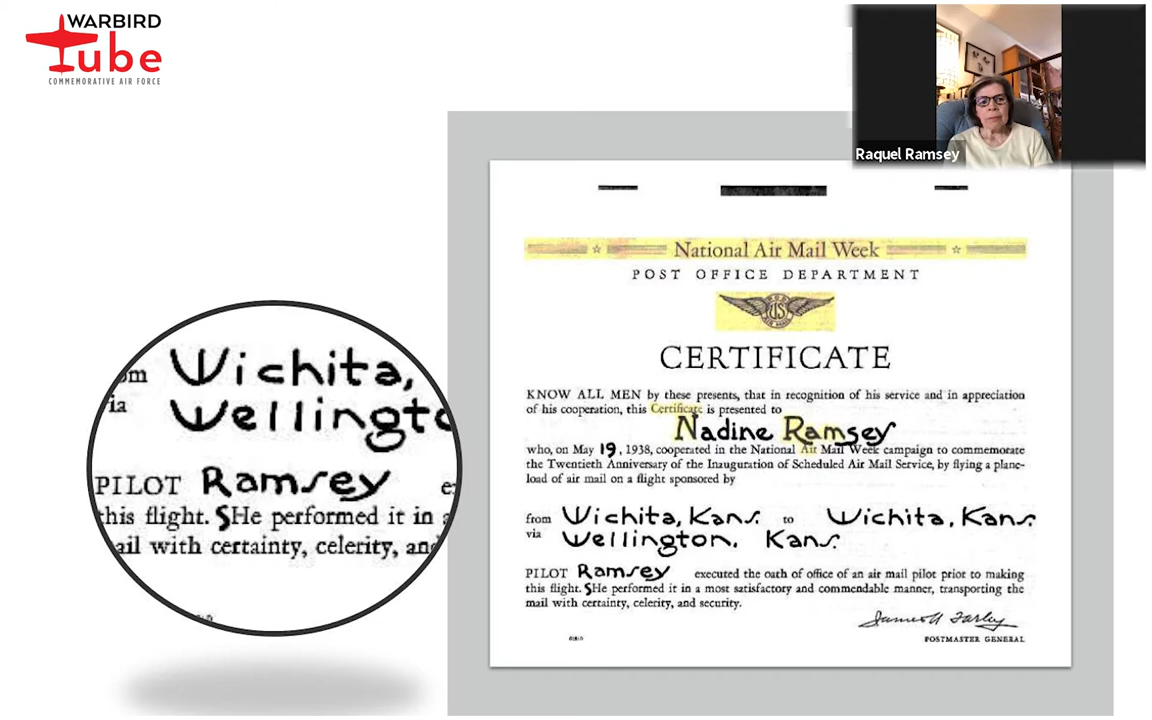 WARBIRD
Tube
COMMEMORATIVE AIR FORCE
Raquel Ramsey
National Air Mail Week
POST OFFICE DEPARTMENT
US
AIR MAIL
CERTIFICATE
KNOW ALL MEN by these presents, that in recognition of his service and in appreciation
of his cooperation, this Certificate is presented to
Nadine Ramsey
who, on May 19, 1938, cooperated in the National Air Mail Week campaign to commemorate
the Twentieth Anniversary of the Inauguration of Scheduled Air Mail Service, by flying a plane-
load of air mail on a flight sponsored by
from Wichita, Kans. to Wichita, Kans.
via Wellington, Kans.
PILOT Ramsey executed the oath of office of an air mail pilot prior to making
this flight. SHe performed it in a most satisfactory and commendable manner, transporting the
mail with certainty, celerity, and security.
James A Farley
POSTMASTER GENERAL
om Wichita,
ia Wellingto
PILOT Ramsey e
this flight. SHe performed it in a
ail with certainty, celerity, and